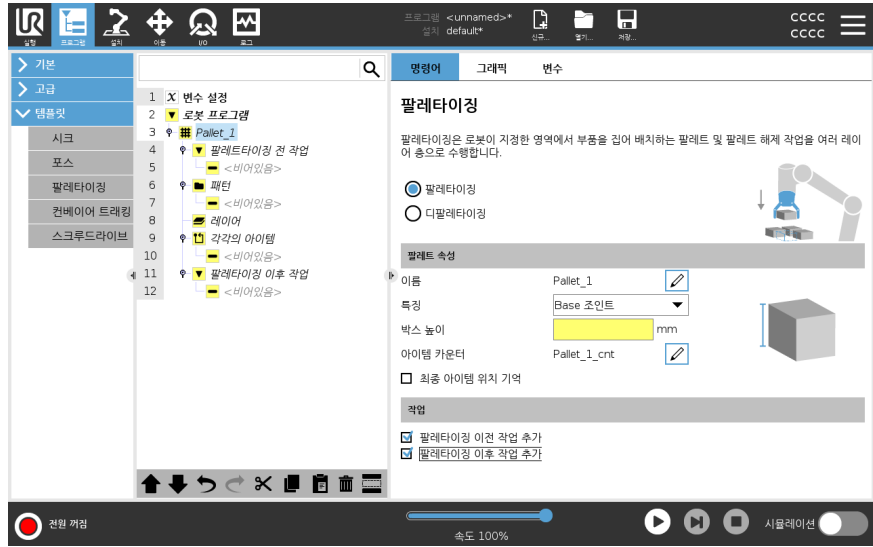 UR
실행
프로그램
설치
이동
I/O
로그
프로그램 <unnamed>*
설치 default*
신규...
열기...
저장...
CCCC
CCCC
기본
고급
템플릿
시크
포스
팔레타이징
컨베이어 트래킹
스크루드라이브
1 X 변수 설정
2 로봇 프로그램
3 Pallet_1
4 팔레트타이징 전 작업
5 <비어있음>
6 패턴
7 <비어있음>
8 레이어
9 각각의 아이템
10 <비어있음>
11 팔레타이징 이후 작업
12 <비어있음>
명령어 그래픽 변수
팔레타이징
팔레타이징은 로봇이 지정한 영역에서 부품을 집어 배치하는 팔레트 및 팔레트 해제 작업을 여러 레이
어 층으로 수행합니다.
팔레타이징
디팔레타이징
팔레트 속성
이름 Pallet_1
특징 Base 조인트
박스 높이 mm
아이템 카운터 Pallet_1_cnt
최종 아이템 위치 기억
작업
팔레타이징 이전 작업 추가
팔레타이징 이후 작업 추가
전원 꺼짐
속도 100%
시뮬레이션